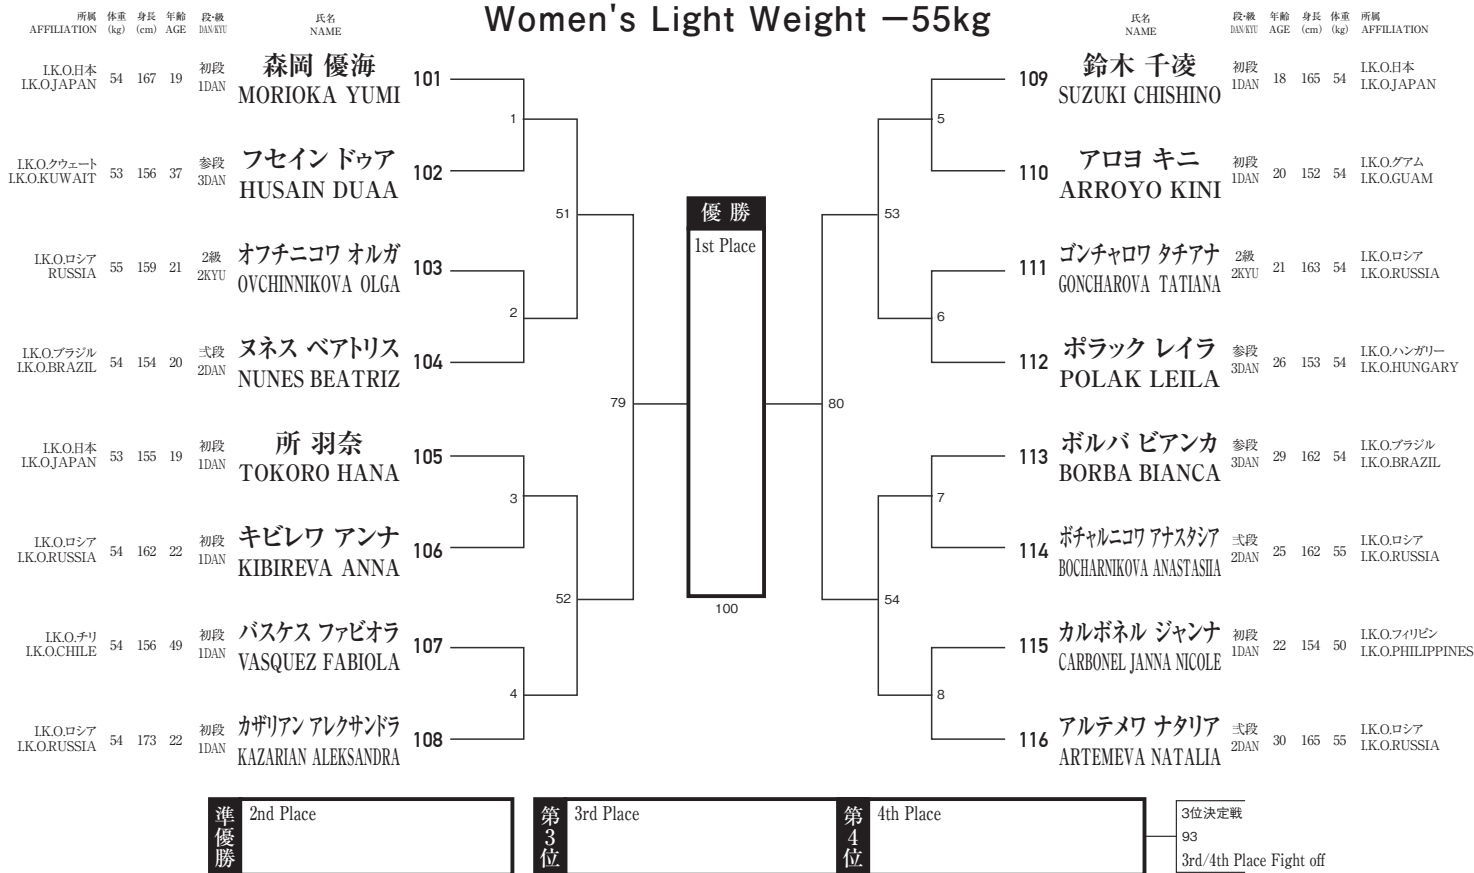 Women's Light Weight −55kg
所属 体重 身長 年齢 段・級 氏名
AFFILIATION (kg) (cm) AGE DAN/KYU NAME
氏名 段・級 年齢 身長 体重 所属
NAME DAN/KYU AGE (cm) (kg) AFFILIATION
I.K.O.日本 54 167 19 初段 森岡 優海 101
I.K.O.JAPAN 1DAN MORIOKA YUMI
1
I.K.O.クウェート 53 156 37 参段 フセイン ドゥア 102
I.K.O.KUWAIT 3DAN HUSAIN DUAA
51
I.K.O.ロシア 55 159 21 2級 オフチニコワ オルガ 103
RUSSIA 2KYU OVCHINNIKOVA OLGA
2
I.K.O.ブラジル 54 154 20 弐段 ヌネス ベアトリス 104
I.K.O.BRAZIL 2DAN NUNES BEATRIZ
79
I.K.O.日本 53 155 19 初段 所 羽奈 105
I.K.O.JAPAN 1DAN TOKORO HANA
3
I.K.O.ロシア 54 162 22 初段 キビレワ アンナ 106
I.K.O.RUSSIA 1DAN KIBIREVA ANNA
52
I.K.O.チリ 54 156 49 初段 バスケス ファビオラ 107
I.K.O.CHILE 1DAN VASQUEZ FABIOLA
4
I.K.O.ロシア 54 173 22 初段 カザリアン アレクサンドラ 108
I.K.O.RUSSIA 1DAN KAZARIAN ALEKSANDRA
優勝
1st Place
100
109 鈴木 千凌 初段 18 165 54 I.K.O.日本
SUZUKI CHISHINO 1DAN I.K.O.JAPAN
5
110 アロヨ キニ 初段 20 152 54 I.K.O.グアム
ARROYO KINI 1DAN I.K.O.GUAM
53
111 ゴンチャロワ タチアナ 2級 21 163 54 I.K.O.ロシア
GONCHAROVA TATIANA 2KYU I.K.O.RUSSIA
6
112 ポラック レイラ 参段 26 153 54 I.K.O.ハンガリー
POLAK LEILA 3DAN I.K.O.HUNGARY
80
113 ボルバ ビアンカ 参段 29 162 54 I.K.O.ブラジル
BORBA BIANCA 3DAN I.K.O.BRAZIL
7
114 ボチャルニコワ アナスタシア 弐段 25 162 55 I.K.O.ロシア
BOCHARNIKOVA ANASTASIIA 2DAN I.K.O.RUSSIA
54
115 カルボネル ジャンナ 初段 22 154 50 I.K.O.フィリピン
CARBONEL JANNA NICOLE 1DAN I.K.O.PHILIPPINES
8
116 アルテメワ ナタリア 弐段 30 165 55 I.K.O.ロシア
ARTEMEVA NATALIA 2DAN I.K.O.RUSSIA
準優勝 2nd Place
第3位 3rd Place
第4位 4th Place
3位決定戦
93
3rd/4th Place Fight off